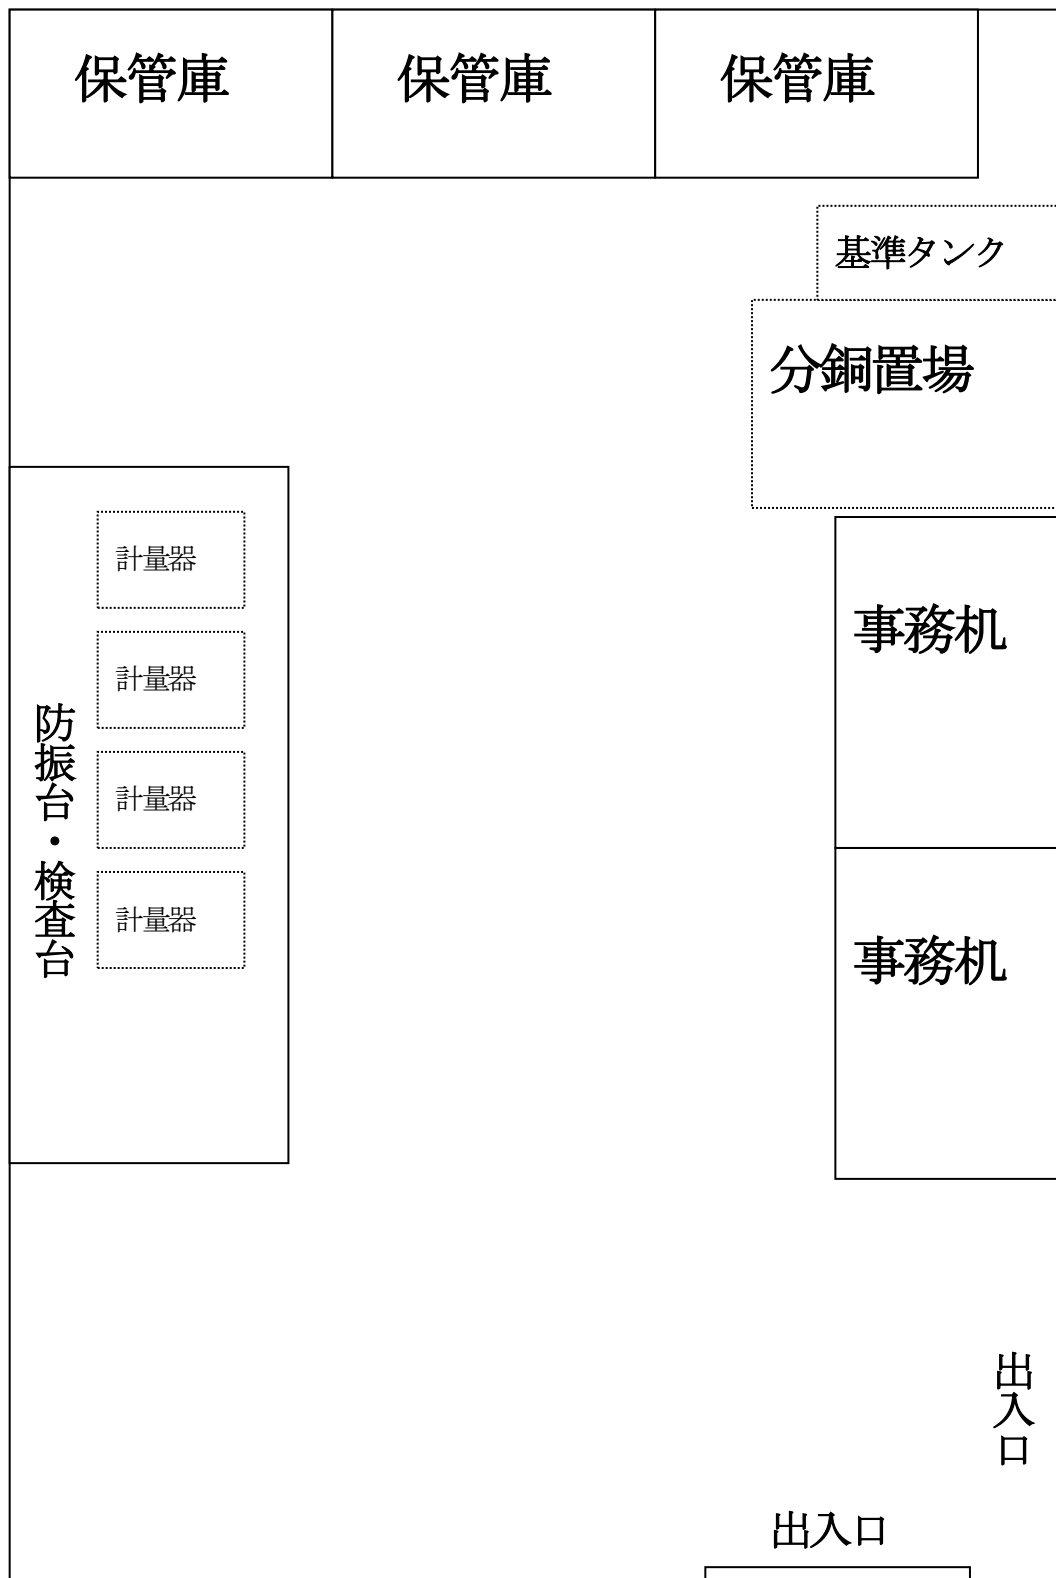 保管庫
保管庫
保管庫
基準タンク
分銅置場
計量器
計量器
計量器
計量器
防振台・検査台
事務机
事務机
出入口
出入口